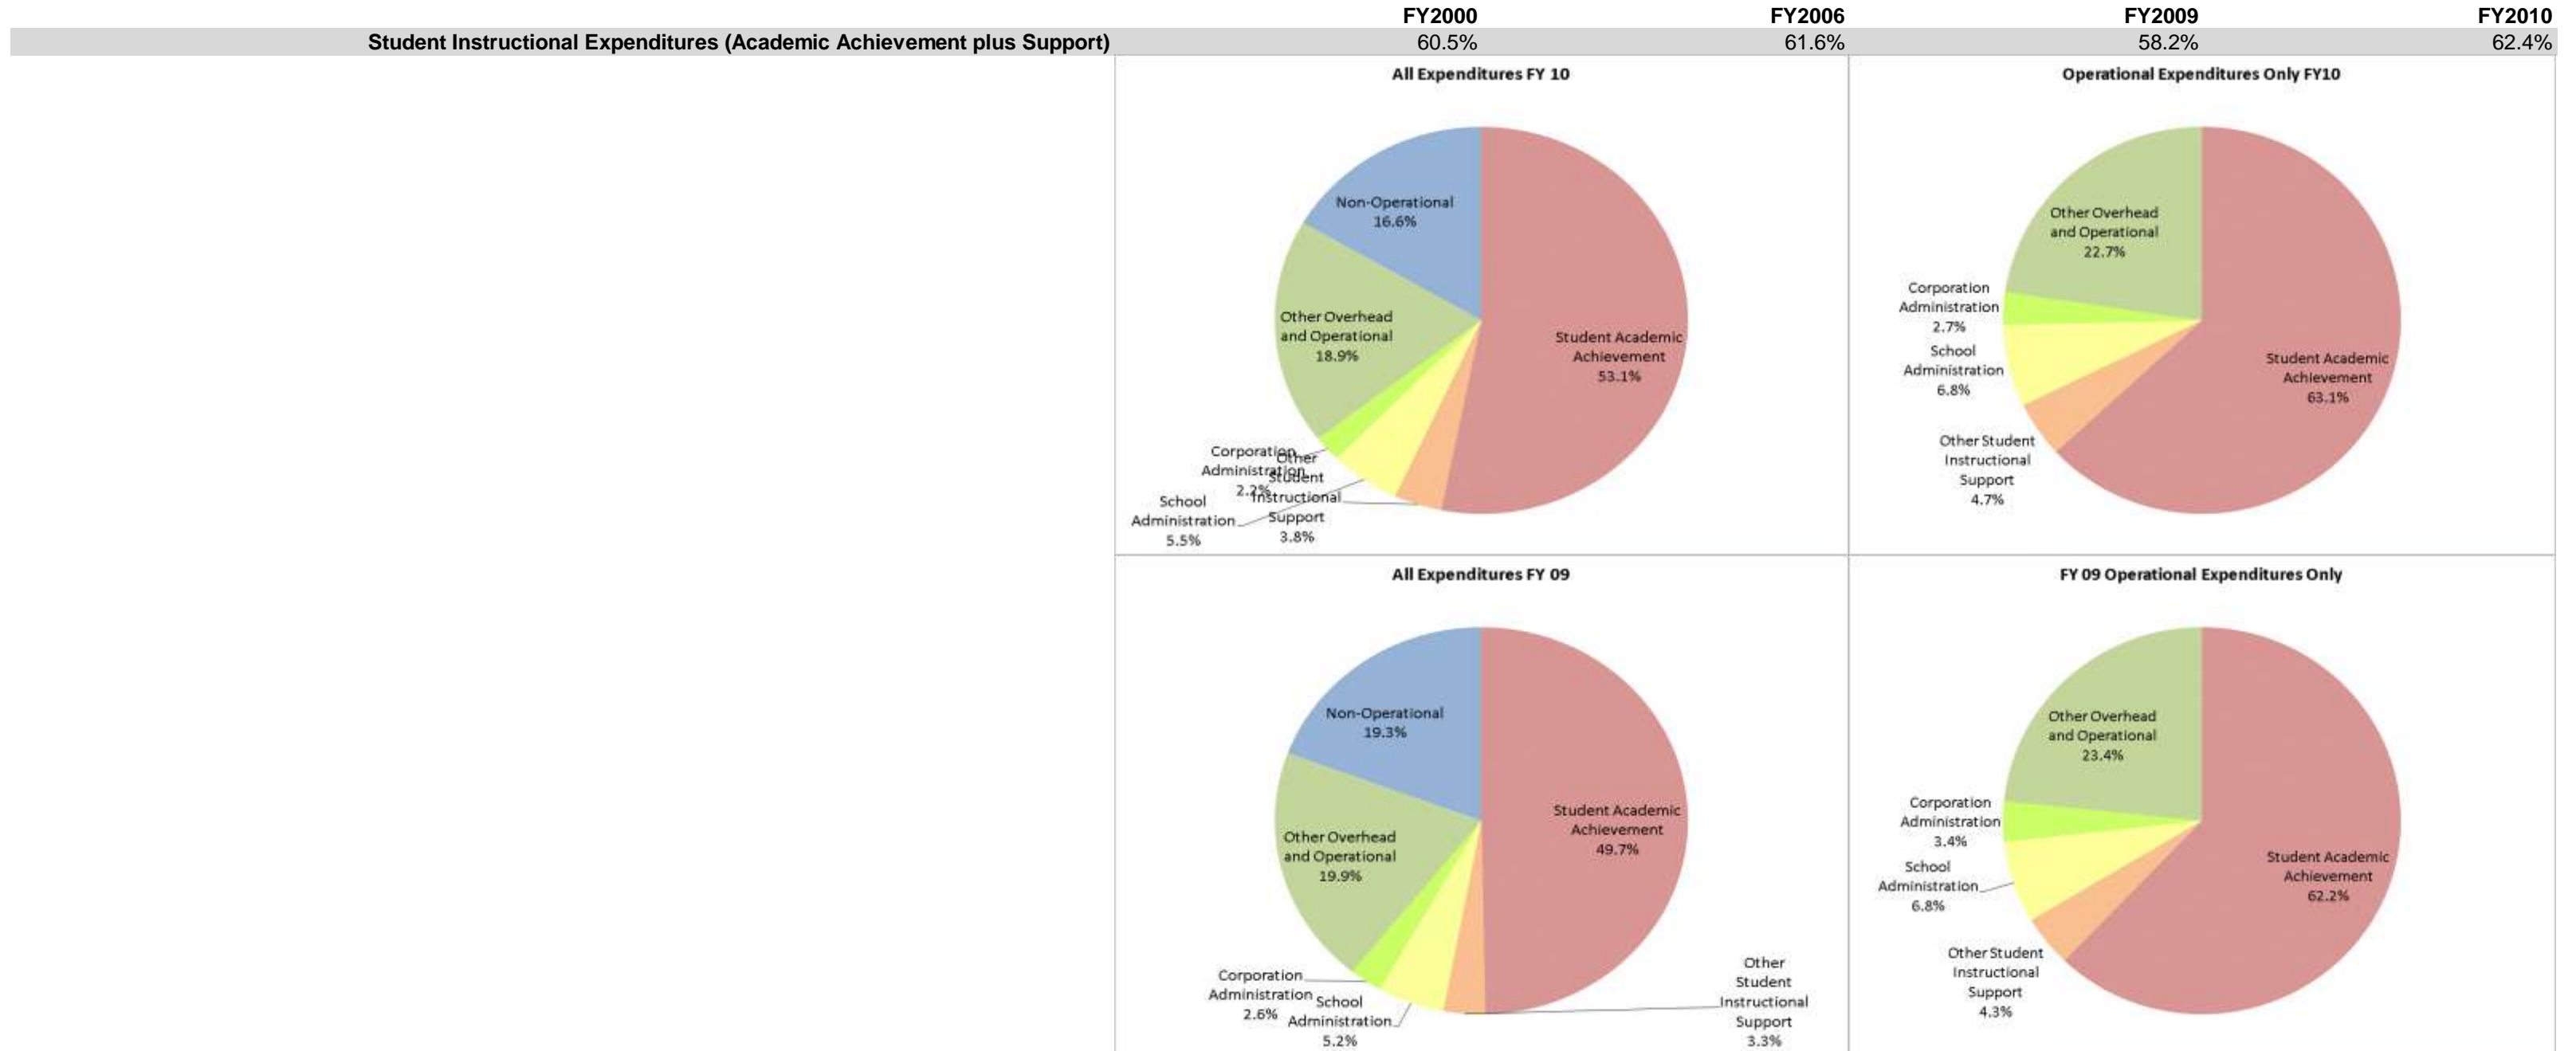 FY2000 FY2006 FY2009 FY2010
Student Instructional Expenditures (Academic Achievement plus Support) 60.5% 61.6% 58.2% 62.4%
All Expenditures FY 10
Non-Operational
16.6%
Other Overhead
and Operational
18.9%
Student Academic
Achievement
53.1%
Corporation
Administration
2.2%
Other
Student
Instructional
Support
3.8%
School
Administration
5.5%
Operational Expenditures Only FY10
Other Overhead
and Operational
22.7%
Corporation
Administration
2.7%
School
Administration
6.8%
Student Academic
Achievement
63.1%
Other Student
Instructional
Support
4.7%
All Expenditures FY 09
Non-Operational
19.3%
Student Academic
Achievement
49.7%
Other Overhead
and Operational
19.9%
Corporation
Administration
2.6%
School
Administration
5.2%
Other
Student
Instructional
Support
3.3%
FY 09 Operational Expenditures Only
Other Overhead
and Operational
23.4%
Corporation
Administration
3.4%
School
Administration
6.8%
Student Academic
Achievement
62.2%
Other Student
Instructional
Support
4.3%